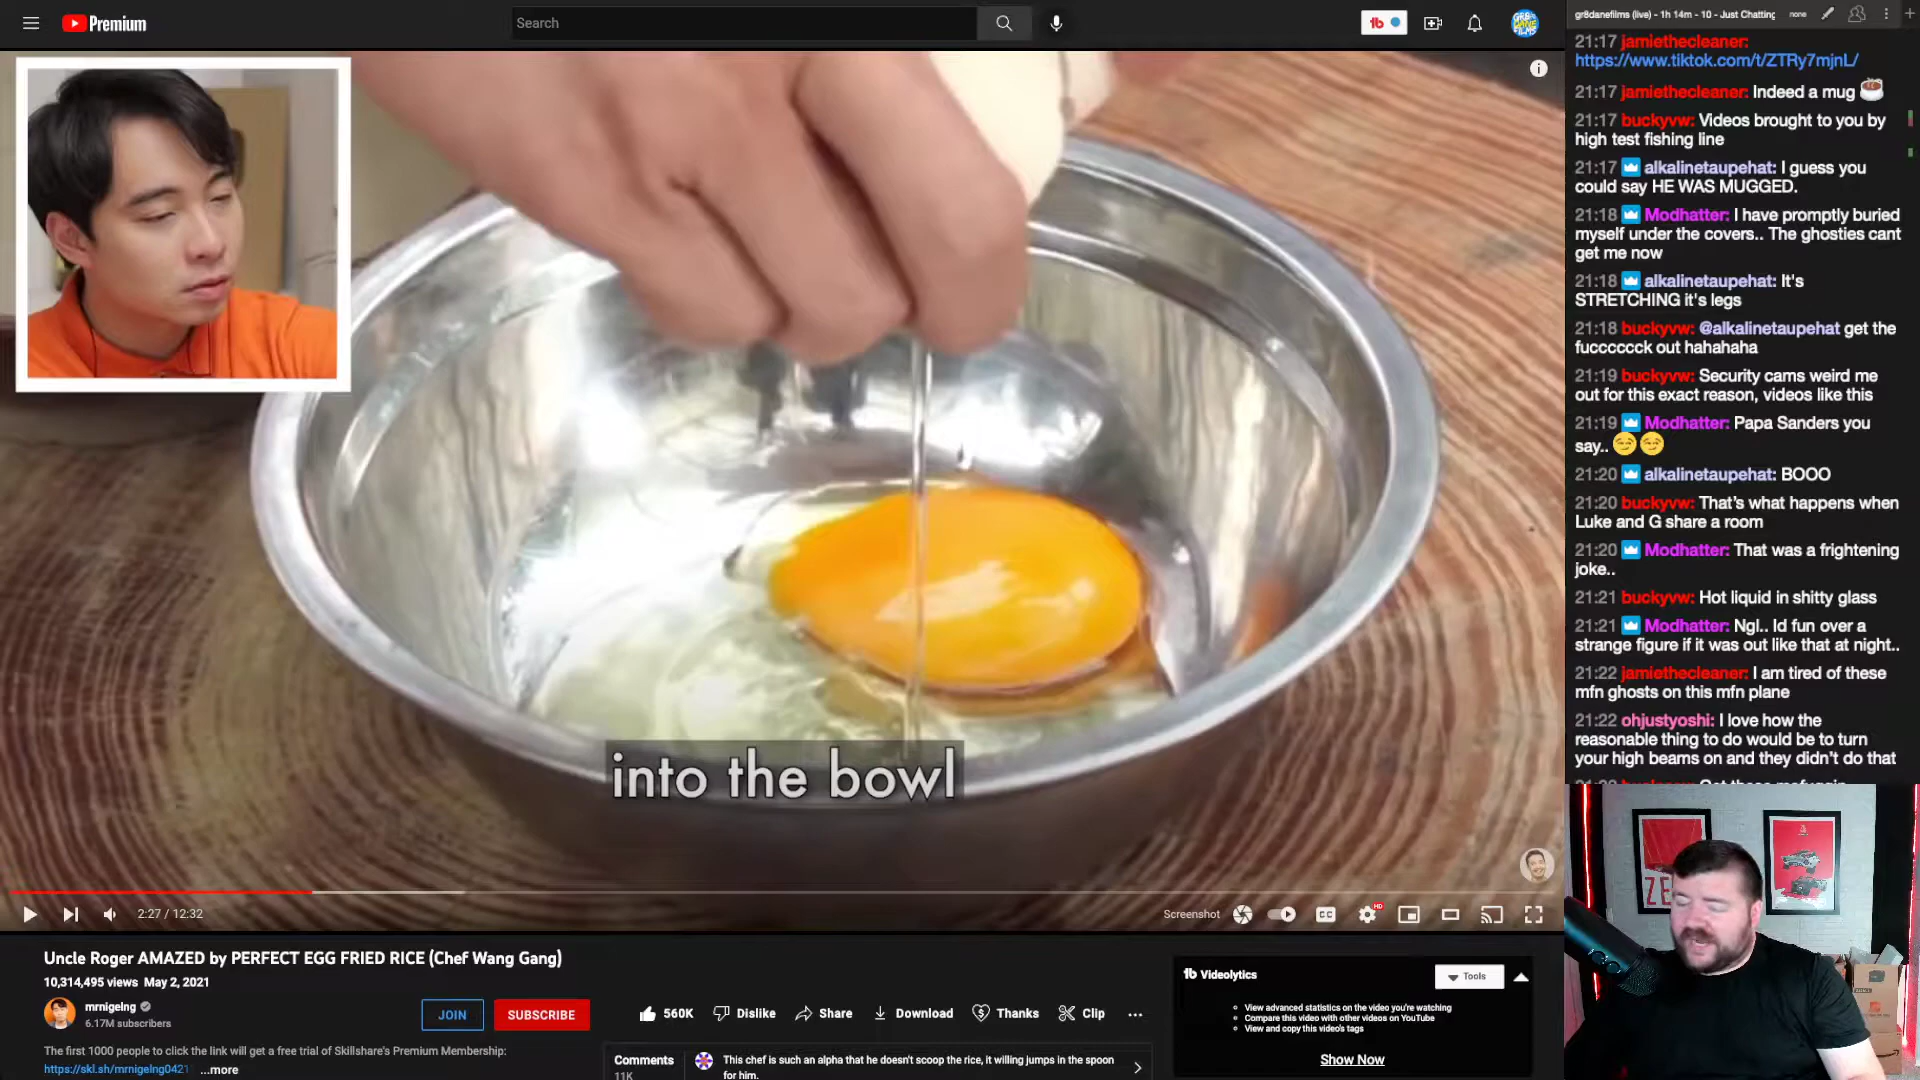 Premium
Search
gr8danefilms (live) - 1h 14m - 10 - Just Chatting
none
into the bowl
2:27 / 12:32
Screenshot
HD
CC
Uncle Roger AMAZED by PERFECT EGG FRIED RICE (Chef Wang Gang)
10,314,495 views May 2, 2021
mrnigelng
6.17M subscribers
JOIN
SUBSCRIBE
560K
Dislike
Share
Download
Thanks
Clip
The first 1000 people to click the link will get a free trial of Skillshare's Premium Membership:
https://skl.sh/mrnigelng0421
...more
Comments
11K
This chef is such an alpha that he doesn't scoop the rice, it willing jumps in the spoon
for him.
Videolytics
Tools
View advanced statistics on the video you're watching
Compare this video with other videos on YouTube
View and copy this video's tags
Show Now
21:17 jamiethecleaner:
https://www.tiktok.com/t/ZTRy7mjnL/
21:17 jamiethecleaner: Indeed a mug
21:17 buckyvw: Videos brought to you by
high test fishing line
21:17 alkalinetaupehat: I guess you
could say HE WAS MUGGED.
21:18 Modhatter: I have promptly buried
myself under the covers.. The ghosties cant
get me now
21:18 alkalinetaupehat: It's
STRETCHING it's legs
21:18 buckyvw: @alkalinetaupehat get the
fucccccck out hahahaha
21:19 buckyvw: Security cams weird me
out for this exact reason, videos like this
21:19 Modhatter: Papa Sanders you
say..
21:20 alkalinetaupehat: BOOO
21:20 buckyvw: That's what happens when
Luke and G share a room
21:20 Modhatter: That was a frightening
joke..
21:21 buckyvw: Hot liquid in shitty glass
21:21 Modhatter: Ngl.. Id fun over a
strange figure if it was out like that at night..
21:22 jamiethecleaner: I am tired of these
mfn ghosts on this mfn plane
21:22 ohjustyoshi: I love how the
reasonable thing to do would be to turn
your high beams on and they didn't do that